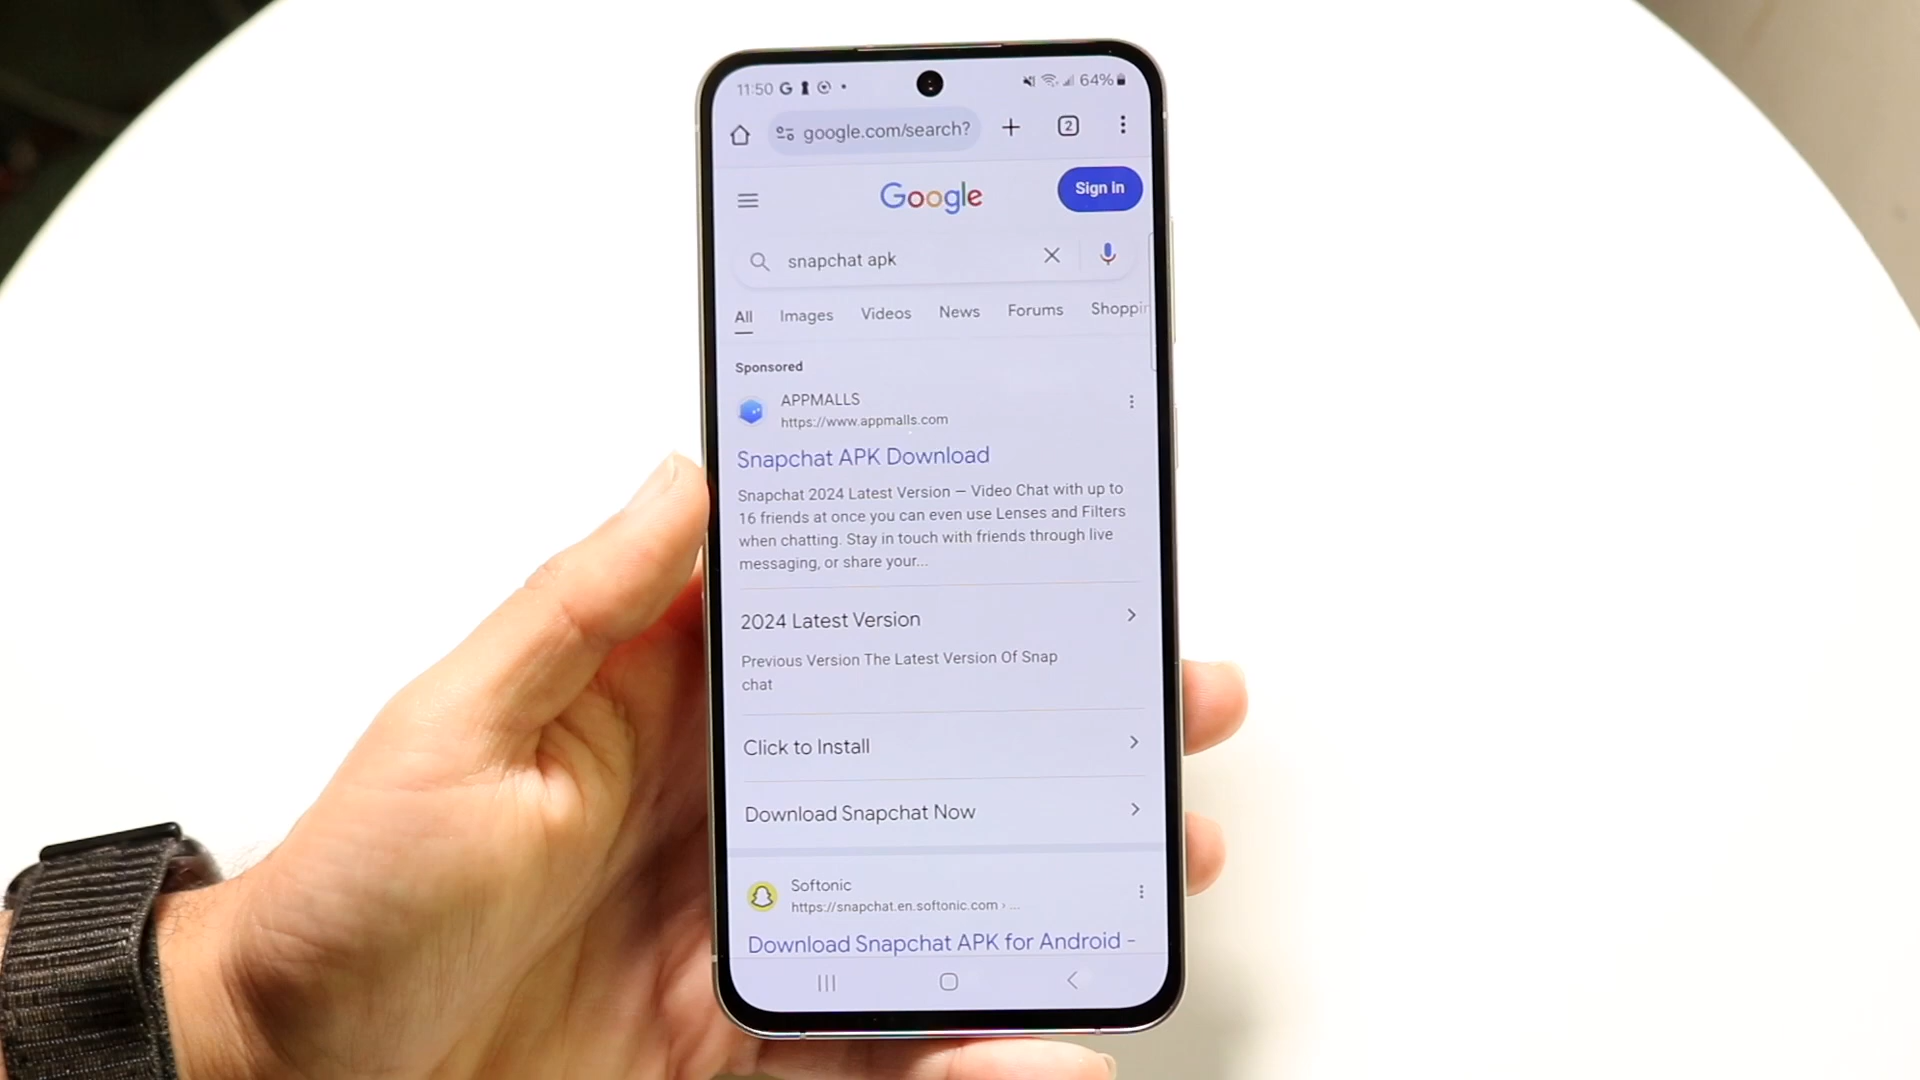 11:50 G 64%
google.com/search? 2
Google Sign in
snapchat apk
All Images Videos News Forums Shoppin
Sponsored
APPMALLS
https://www.appmalls.com
Snapchat APK Download
Snapchat 2024 Latest Version – Video Chat with up to
16 friends at once you can even use Lenses and Filters
when chatting. Stay in touch with friends through live
messaging, or share your...
2024 Latest Version
Previous Version The Latest Version Of Snap
chat
Click to Install
Download Snapchat Now
Softonic
https://snapchat.en.softonic.com › ...
Download Snapchat APK for Android -